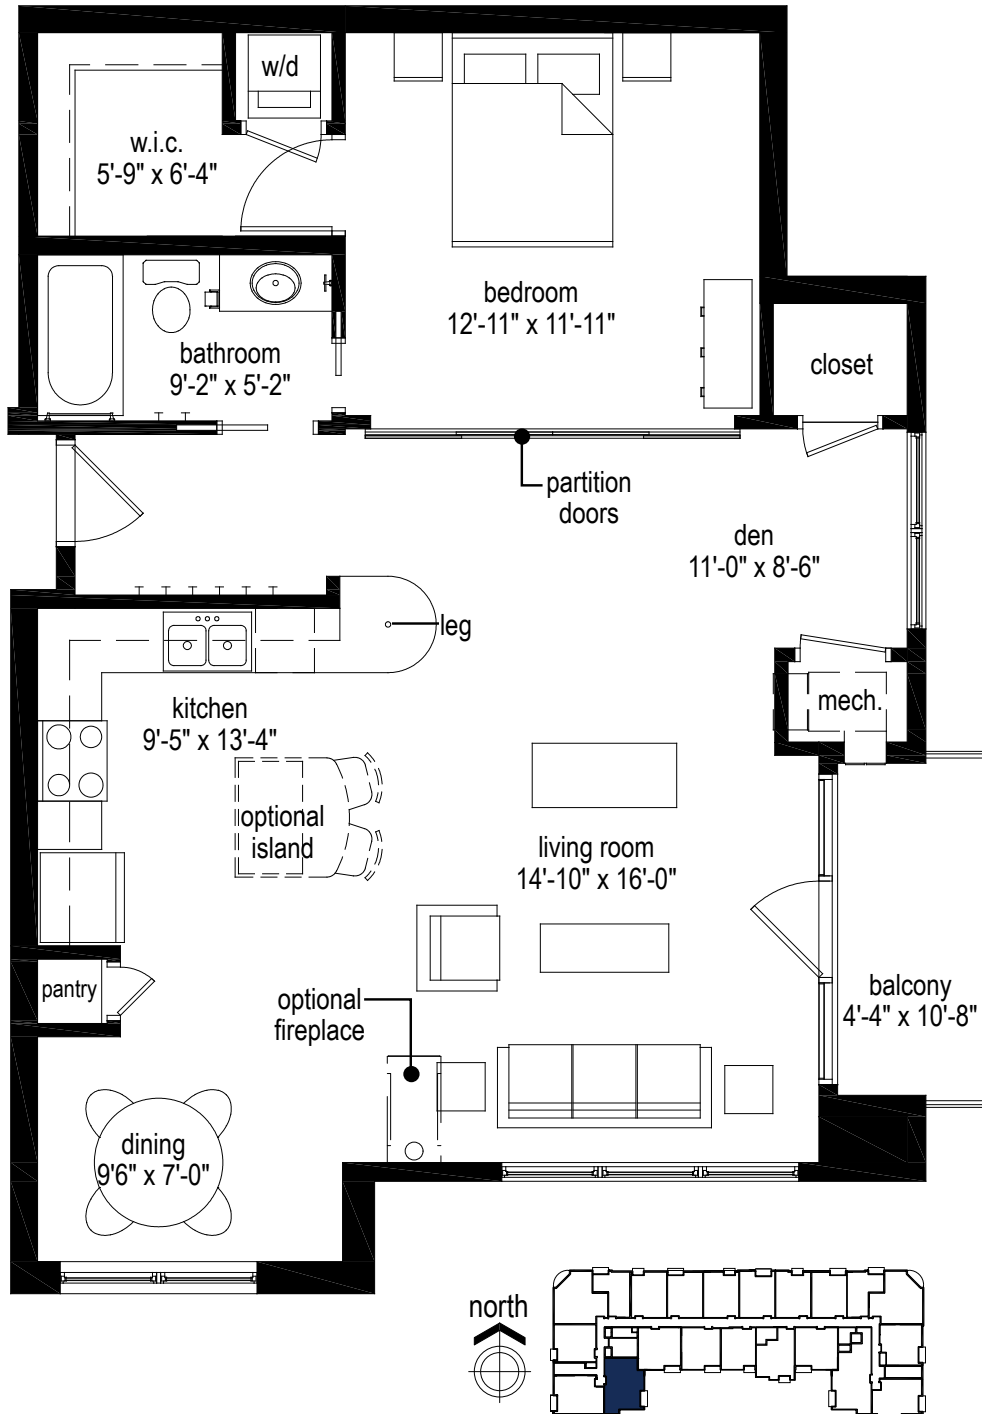 w/d
w.i.c.
5'-9" x 6'-4"
bedroom
12'-11" x 11'-11"
bathroom
9'-2" x 5'-2"
closet
partition
doors
den
11'-0" x 8'-6"
leg
kitchen
9'-5" x 13'-4"
mech.
optional
island
living room
14'-10" x 16'-0"
pantry
optional
fireplace
balcony
4'-4" x 10'-8"
dining
9'6" x 7'-0"
north